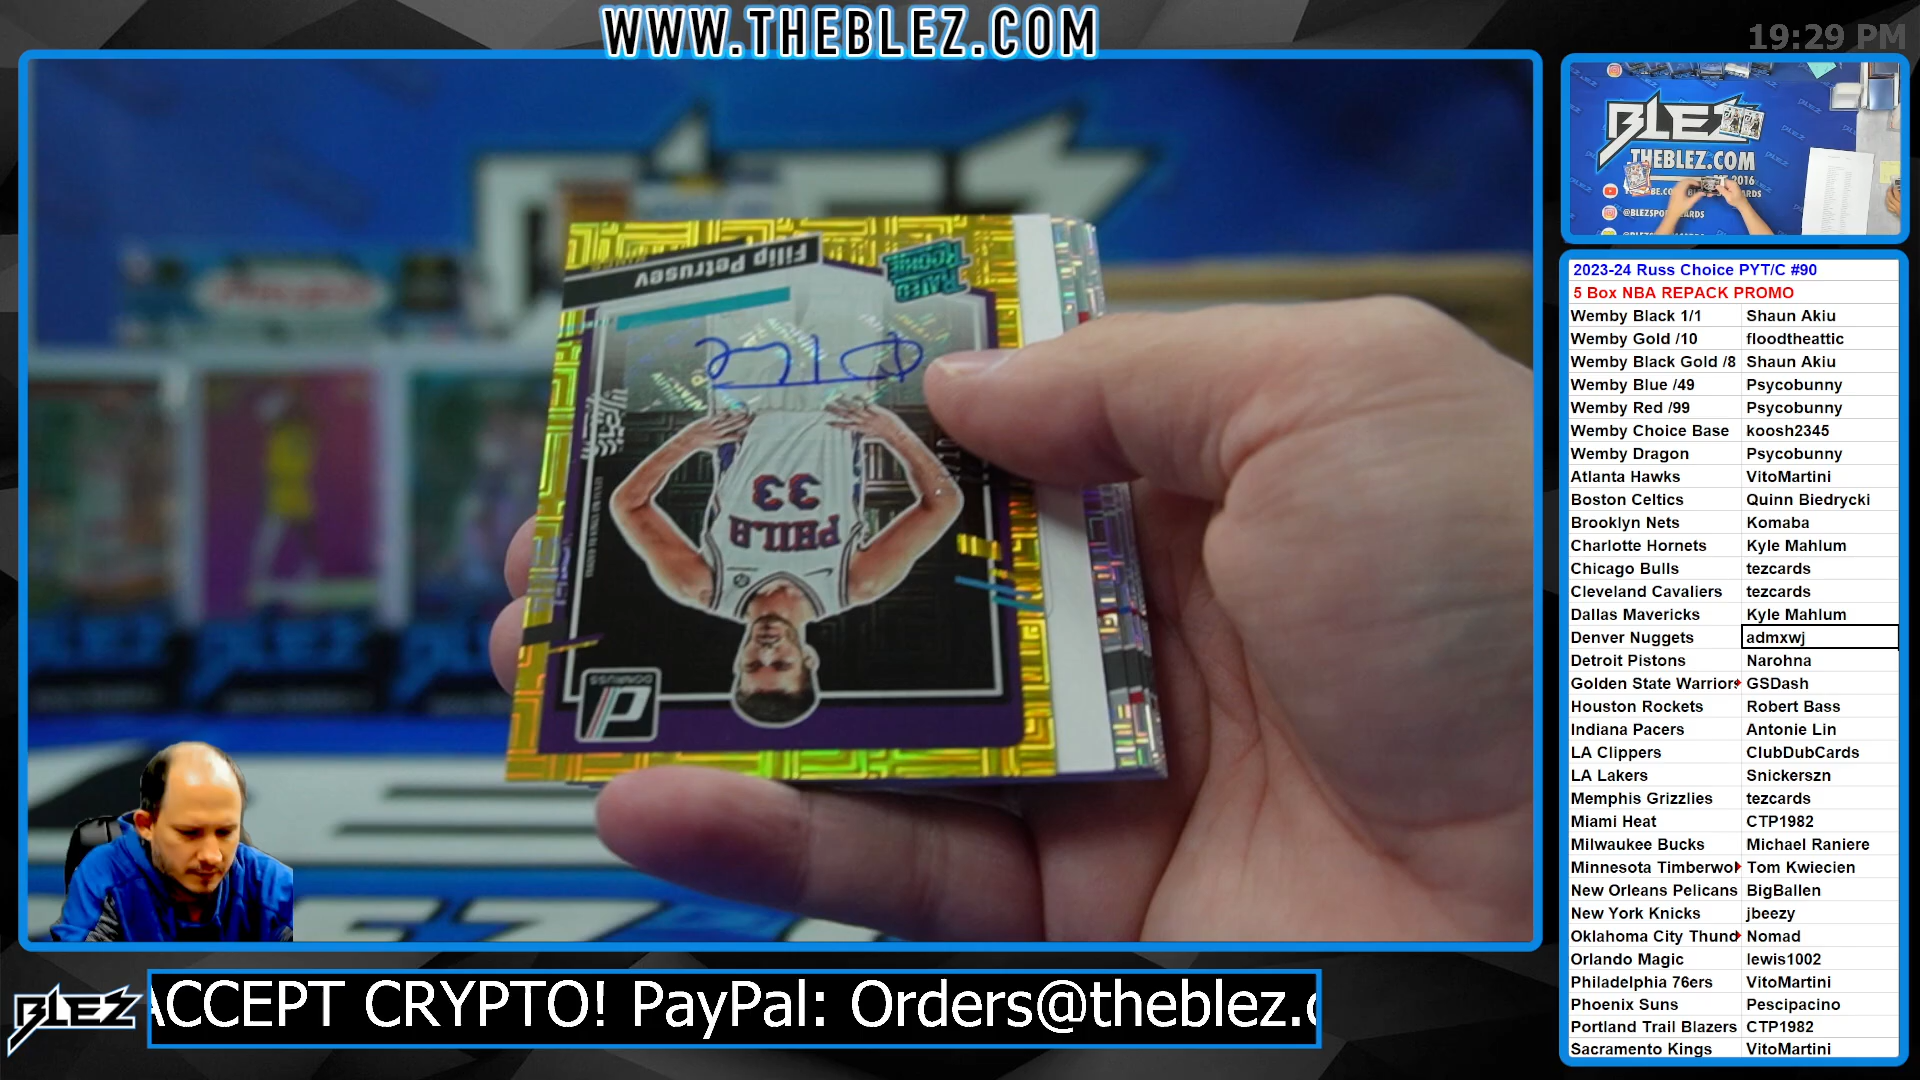 WWW.THEBLEZ.COM
19:29 PM
Filip Petrusev
RATED ROOKIE
33
PHILA
DONRUSS
BLEZ
THEBLEZ.COM
2016
2023-24 Russ Choice PYT/C #90
5 Box NBA REPACK PROMO
Wemby Black 1/1 Shaun Akiu
Wemby Gold /10 floodtheattic
Wemby Black Gold /8 Shaun Akiu
Wemby Blue /49 Psycobunny
Wemby Red /99 Psycobunny
Wemby Choice Base koosh2345
Wemby Dragon Psycobunny
Atlanta Hawks VitoMartini
Boston Celtics Quinn Biedrycki
Brooklyn Nets Komaba
Charlotte Hornets Kyle Mahlum
Chicago Bulls tezcards
Cleveland Cavaliers tezcards
Dallas Mavericks Kyle Mahlum
Denver Nuggets admxwj
Detroit Pistons Narohna
Golden State Warriors GSDash
Houston Rockets Robert Bass
Indiana Pacers Antonie Lin
LA Clippers ClubDubCards
LA Lakers Snickerszn
Memphis Grizzlies tezcards
Miami Heat CTP1982
Milwaukee Bucks Michael Raniere
Minnesota Timberwol Tom Kwiecien
New Orleans Pelicans BigBallen
New York Knicks jbeezy
Oklahoma City Thund Nomad
Orlando Magic lewis1002
Philadelphia 76ers VitoMartini
Phoenix Suns Pescipacino
Portland Trail Blazers CTP1982
Sacramento Kings VitoMartini
BLEZ
ACCEPT CRYPTO! PayPal: Orders@theblez.c